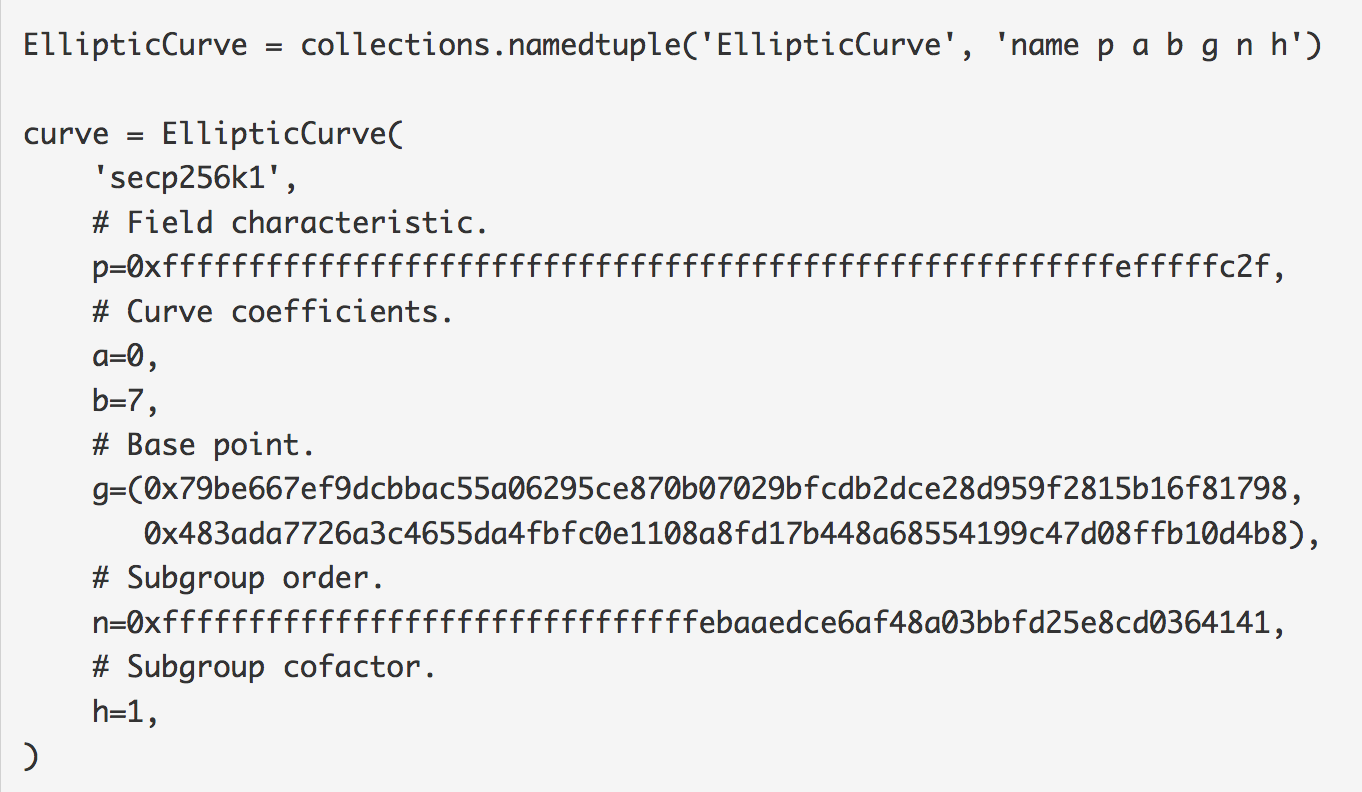 EllipticCurve = collections.namedtuple('EllipticCurve', 'name p a b g n h')
curve = EllipticCurve(
'secp256k1',
# Field characteristic.
p=0xfffffffffffffffffffffffffffffffffffffffffffffffffffffffefffffc2f,
# Curve coefficients.
a=0,
b=7,
# Base point.
g=(0x79be667ef9dcbbac55a06295ce870b07029bfcdb2dce28d959f2815b16f81798,
0x483ada7726a3c4655da4fbfc0e1108a8fd17b448a68554199c47d08ffb10d4b8),
# Subgroup order.
n=0xfffffffffffffffffffffffffffffffebaaedce6af48a03bbfd25e8cd0364141,
# Subgroup cofactor.
h=1,
)